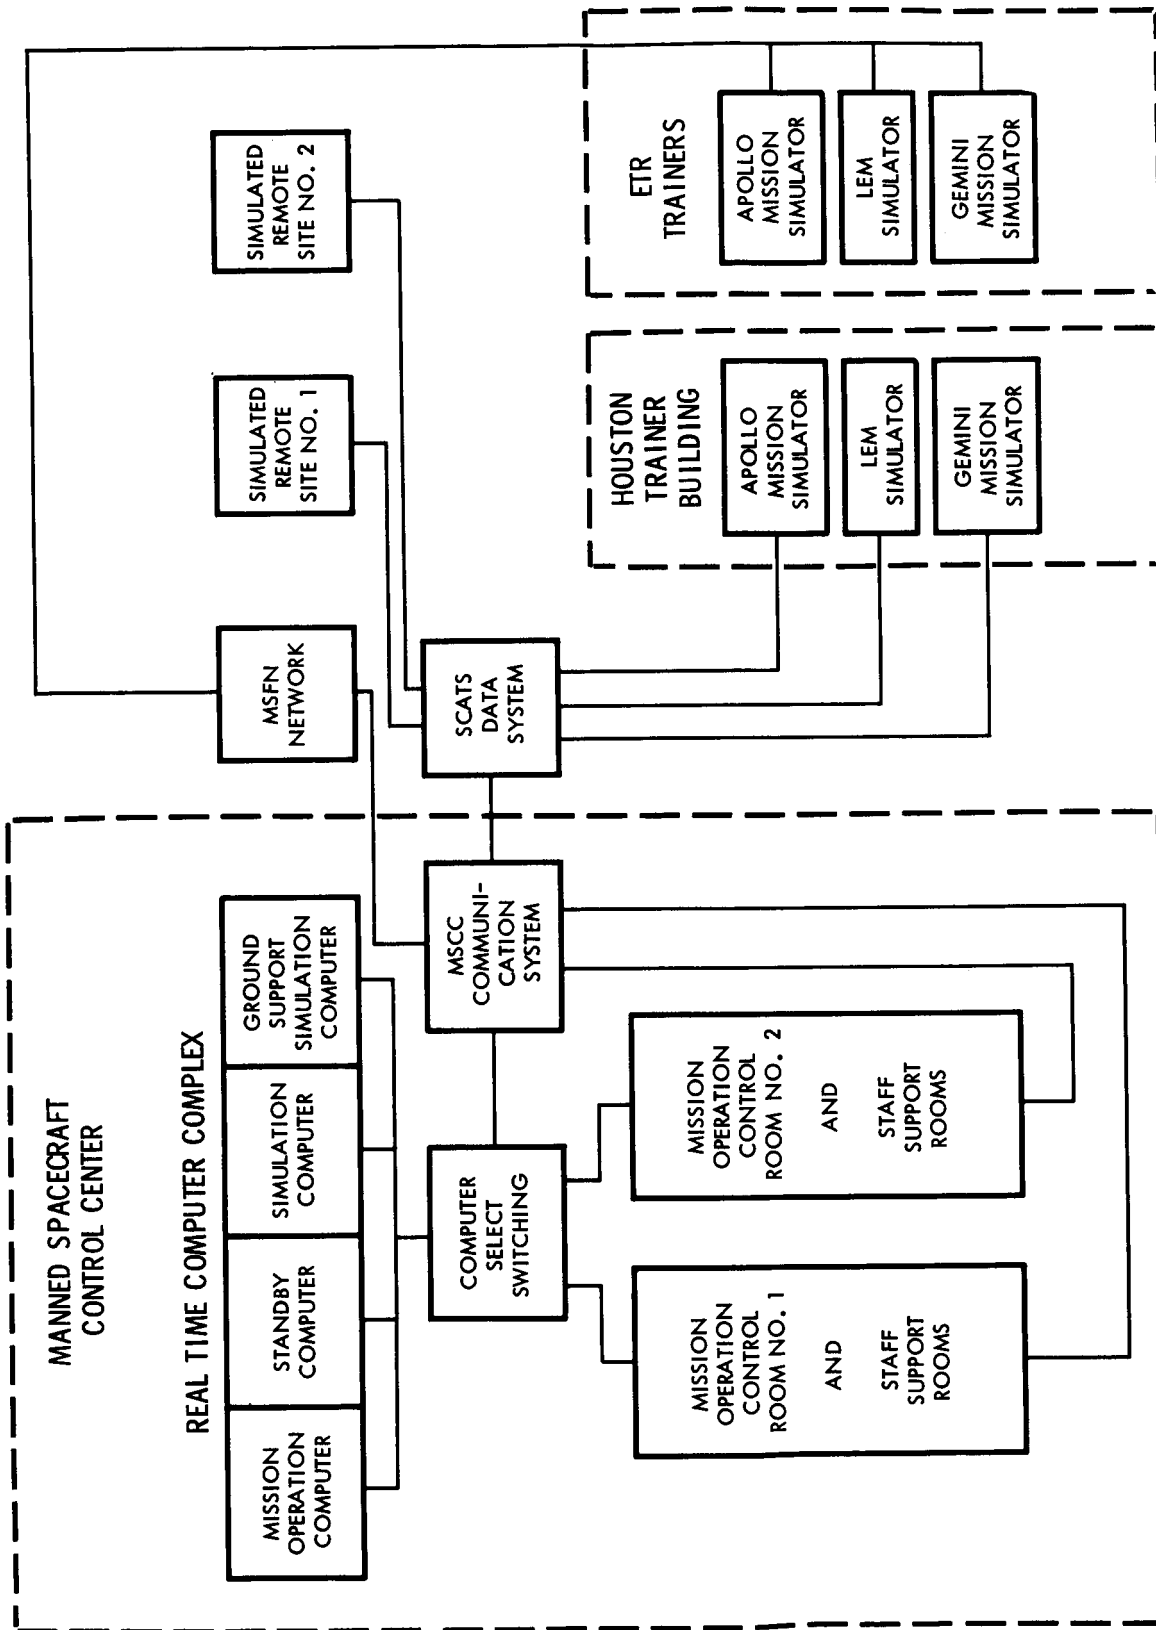 MANNED SPACECRAFT
CONTROL CENTER
REAL TIME COMPUTER COMPLEX
MISSION
OPERATION
COMPUTER
STANDBY
COMPUTER
SIMULATION
COMPUTER
GROUND
SUPPORT
SIMULATION
COMPUTER
MSFN
NETWORK
SIMULATED
REMOTE
SITE NO. 1
SIMULATED
REMOTE
SITE NO. 2
COMPUTER
SELECT
SWITCHING
MSCC
COMMUNI-
CATION
SYSTEM
SCATS
DATA
SYSTEM
MISSION
OPERATION
CONTROL
ROOM NO. 1
AND
STAFF
SUPPORT
ROOMS
MISSION
OPERATION
CONTROL
ROOM NO. 2
AND
STAFF
SUPPORT
ROOMS
HOUSTON
TRAINER
BUILDING
APOLLO
MISSION
SIMULATOR
LEM
SIMULATOR
GEMINI
MISSION
SIMULATOR
ETR
TRAINERS
APOLLO
MISSION
SIMULATOR
LEM
SIMULATOR
GEMINI
MISSION
SIMULATOR